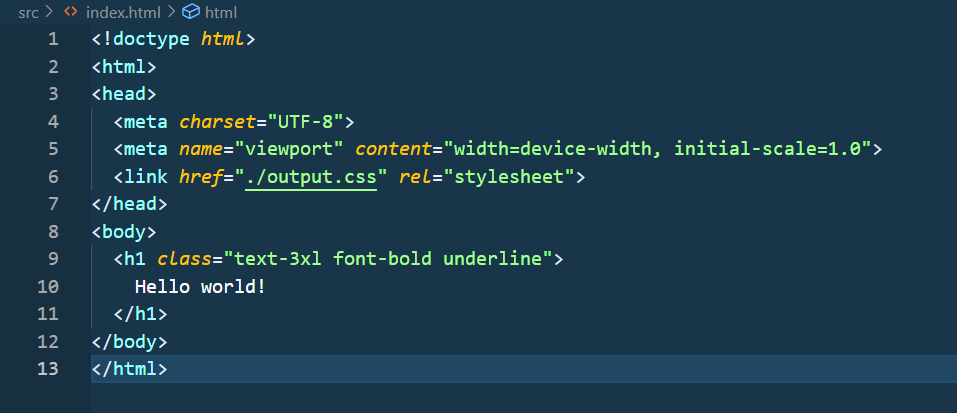 src > index.html > html
1 <!doctype html>
2 <html>
3 <head>
4   <meta charset="UTF-8">
5   <meta name="viewport" content="width=device-width, initial-scale=1.0">
6   <link href="./output.css" rel="stylesheet">
7 </head>
8 <body>
9   <h1 class="text-3xl font-bold underline">
10     Hello world!
11   </h1>
12 </body>
13 </html>